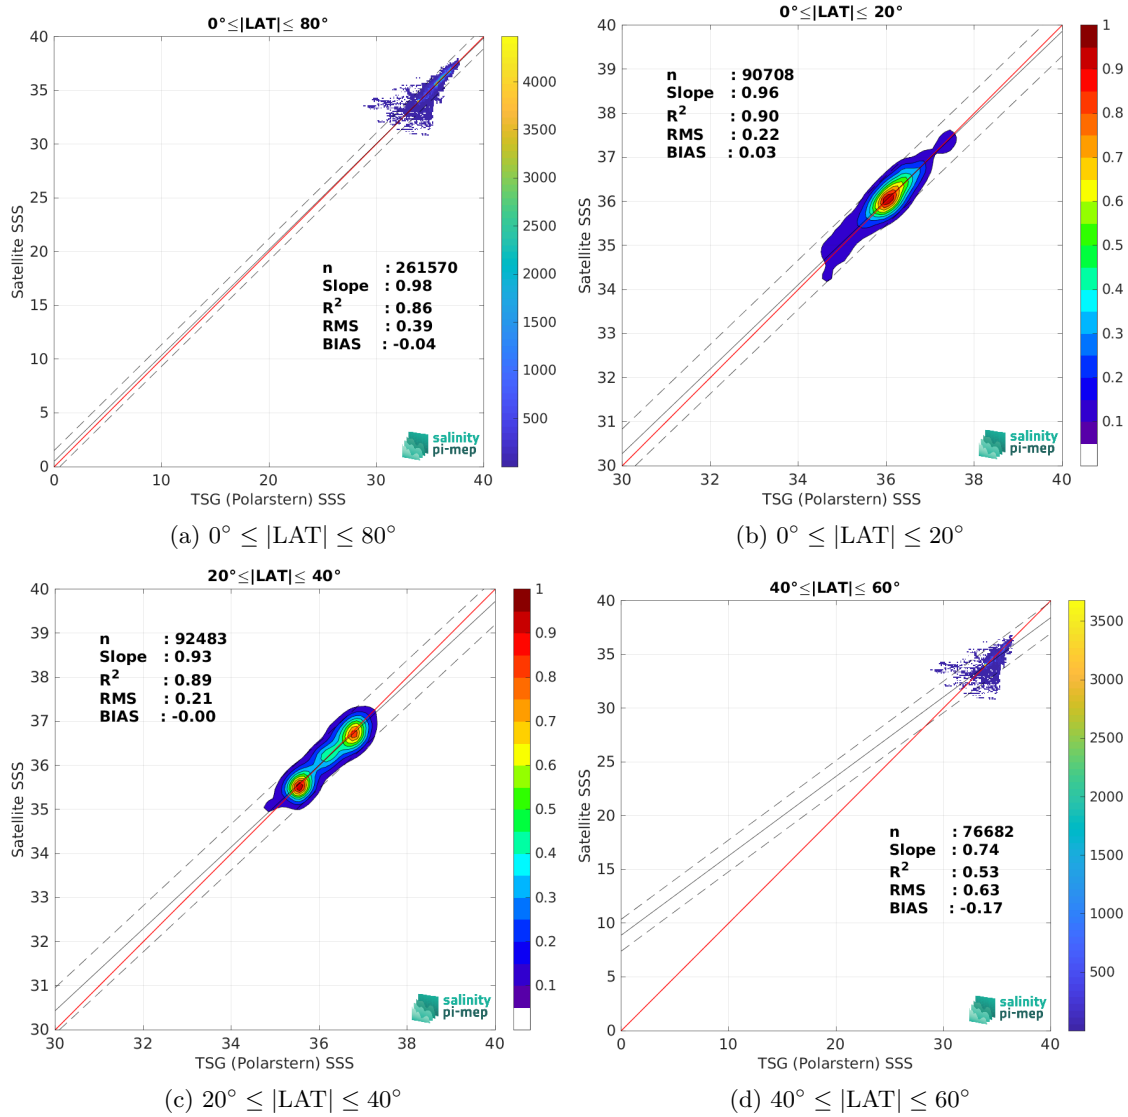 0°≤|LAT|≤ 80°
40
35
30
25
20
15
10
5
0
0
10
20
30
40
Satellite SSS
TSG (Polarstern) SSS
n : 261570
Slope : 0.98
R² : 0.86
RMS : 0.39
BIAS : -0.04
salinity
pi-mep
4000
3500
3000
2500
2000
1500
1000
500
(a) 0° ≤ |LAT| ≤ 80°
0°≤|LAT|≤ 20°
40
39
38
37
36
35
34
33
32
31
30
30
32
34
36
38
40
Satellite SSS
TSG (Polarstern) SSS
n : 90708
Slope : 0.96
R² : 0.90
RMS : 0.22
BIAS : 0.03
salinity
pi-mep
1
0.9
0.8
0.7
0.6
0.5
0.4
0.3
0.2
0.1
(b) 0° ≤ |LAT| ≤ 20°
20°≤|LAT|≤ 40°
40
39
38
37
36
35
34
33
32
31
30
30
32
34
36
38
40
Satellite SSS
TSG (Polarstern) SSS
n : 92483
Slope : 0.93
R² : 0.89
RMS : 0.21
BIAS : -0.00
salinity
pi-mep
1
0.9
0.8
0.7
0.6
0.5
0.4
0.3
0.2
0.1
(c) 20° ≤ |LAT| ≤ 40°
40°≤|LAT|≤ 60°
40
35
30
25
20
15
10
5
0
0
10
20
30
40
Satellite SSS
TSG (Polarstern) SSS
n : 76682
Slope : 0.74
R² : 0.53
RMS : 0.63
BIAS : -0.17
salinity
pi-mep
3500
3000
2500
2000
1500
1000
500
(d) 40° ≤ |LAT| ≤ 60°